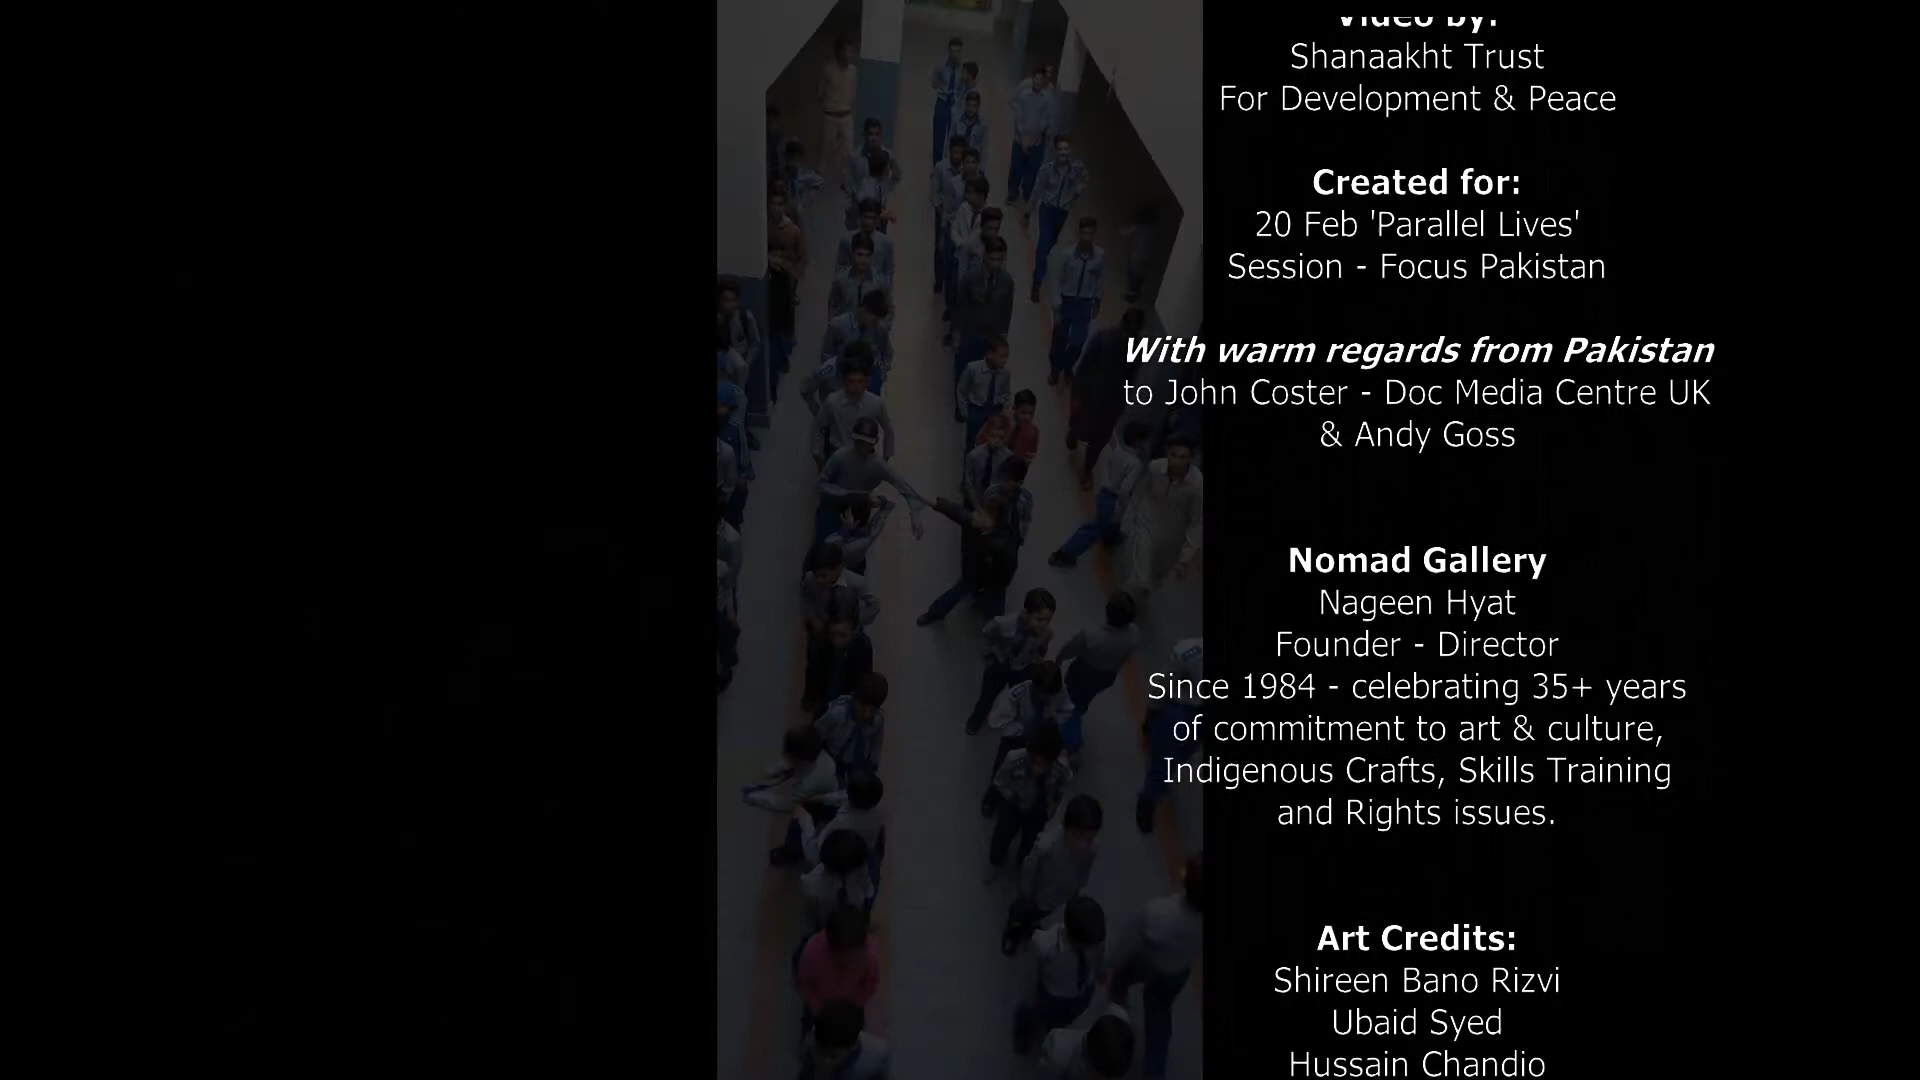 Video by:
Shanaakht Trust
For Development & Peace
Created for:
20 Feb 'Parallel Lives'
Session - Focus Pakistan
With warm regards from Pakistan
to John Coster - Doc Media Centre UK
& Andy Goss
Nomad Gallery
Nageen Hyat
Founder - Director
Since 1984 - celebrating 35+ years
of commitment to art & culture,
Indigenous Crafts, Skills Training
and Rights issues.
Art Credits:
Shireen Bano Rizvi
Ubaid Syed
Hussain Chandio